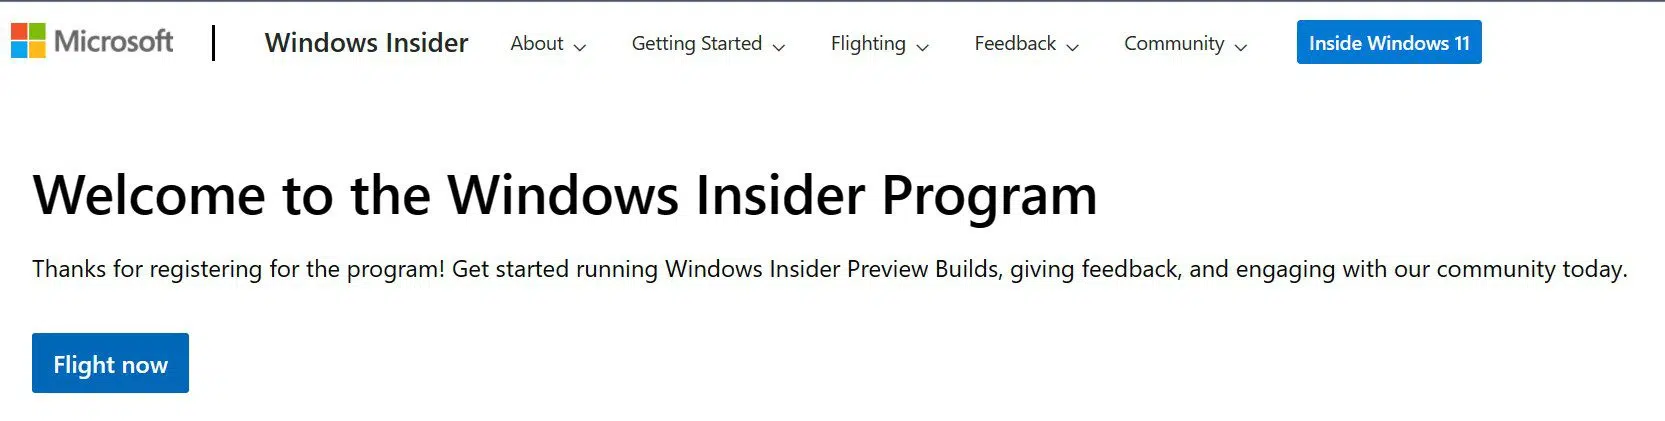 Microsoft | Windows Insider About Getting Started Flighting Feedback Community Inside Windows 11
Welcome to the Windows Insider Program
Thanks for registering for the program! Get started running Windows Insider Preview Builds, giving feedback, and engaging with our community today.
Flight now